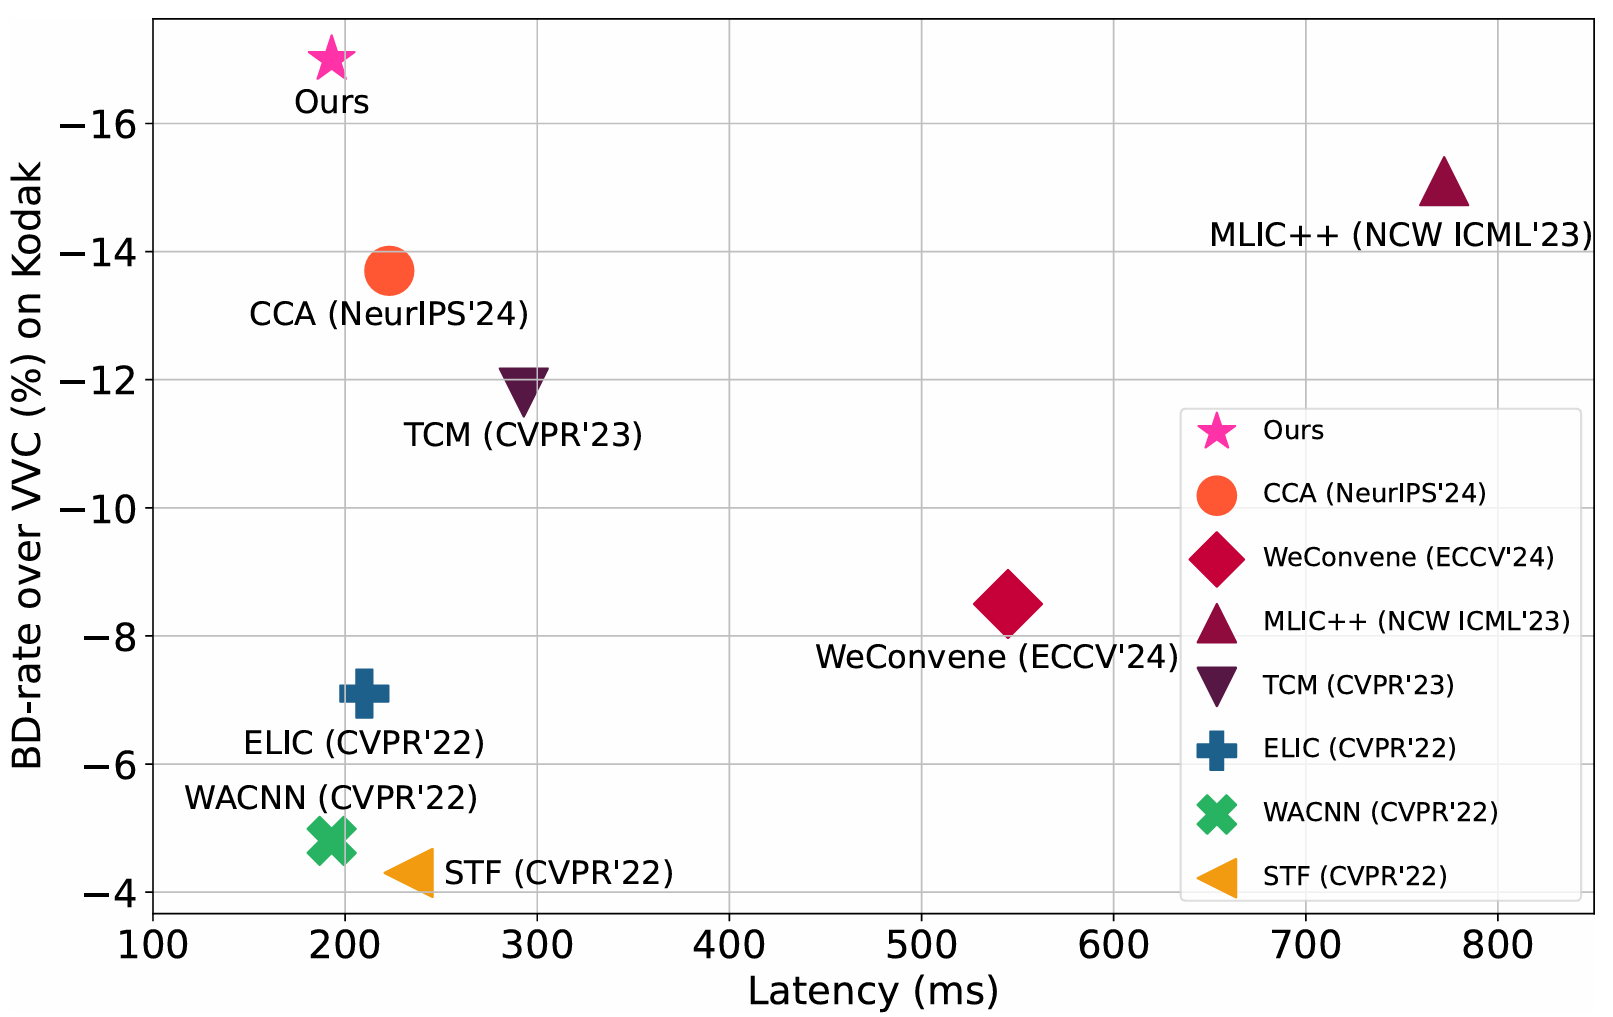 Ours
−16
MLIC++ (NCW ICML'23)
−14
CCA (NeurIPS'24)
−12
TCM (CVPR'23)
−10
WeConvene (ECCV'24)
−8
ELIC (CVPR'22)
−6
WACNN (CVPR'22)
STF (CVPR'22)
−4
BD-rate over VVC (%) on Kodak
Ours
CCA (NeurIPS'24)
WeConvene (ECCV'24)
MLIC++ (NCW ICML'23)
TCM (CVPR'23)
ELIC (CVPR'22)
WACNN (CVPR'22)
STF (CVPR'22)
100 200 300 400 500 600 700 800
Latency (ms)